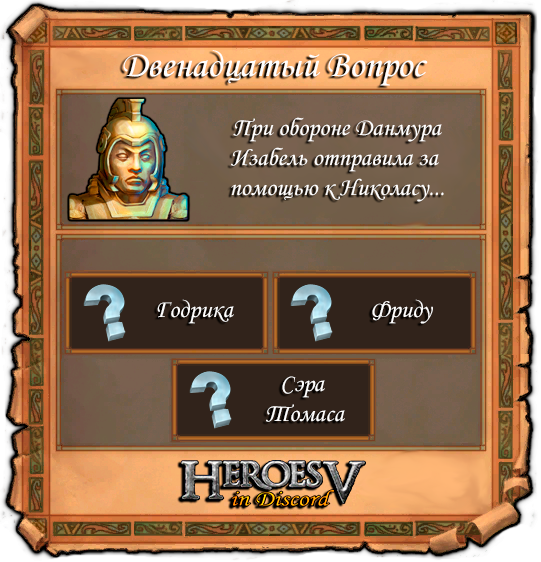 Двенадцатый Вопрос
При обороне Данмура
Изабель отправила за
помощью к Николасу...
Годрика
Фриду
Сэра
Томаса
HEROES V
in Discord